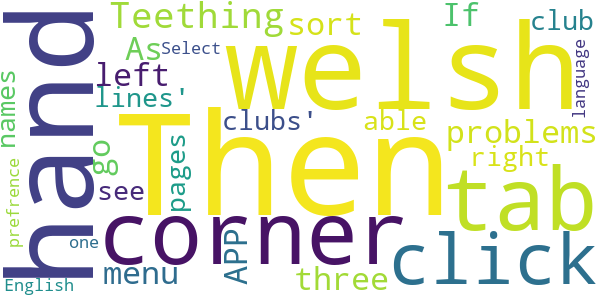 hand
Teething
sort
If
club
As
Select
left
lines'
welsh
language
names
clubs'
able
problems
Then
go
pages
see
right
tab
prefrence
corner
click
one
menu
APP
three
English